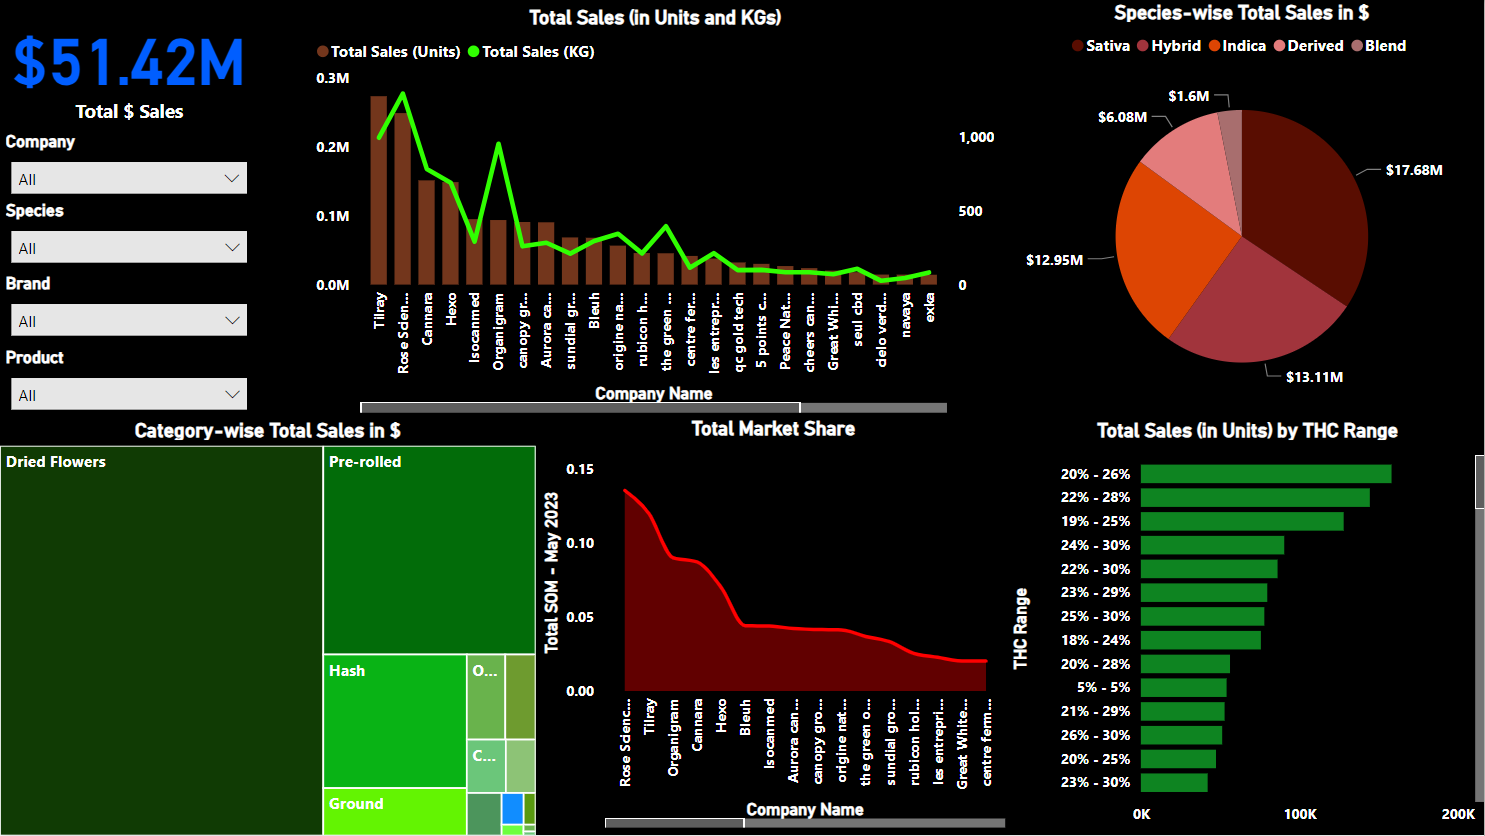 $51.42M
Total $ Sales
Company
All
Species
All
Brand
All
Product
All
Total Sales (in Units and KGs)
Total Sales (Units) Total Sales (KG)
0.3M
0.2M
0.1M
0.0M
1,000
500
0
Tilray
Rose Scien...
Cannara
Hexo
Isocanmed
Organigram
canopy gr...
Aurora ca...
sundial gr...
Bleuh
origine na...
rubicon h...
the green ...
centre fer...
les entrepr...
qc gold tech
5 points c...
Peace Nat...
cheers can...
Great Whi...
seul cbd
delo verd...
navaya
exka
Company Name
Species-wise Total Sales in $
Sativa Hybrid Indica Derived Blend
$1.6M
$6.08M
$17.68M
$12.95M
$13.11M
Category-wise Total Sales in $
Dried Flowers
Pre-rolled
Hash
O...
C...
Ground
Total Market Share
Total SOM - May 2023
0.15
0.10
0.05
0.00
Rose Scienc...
Tilray
Organigram
Cannara
Hexo
Bleuh
Isocanmed
Aurora can...
canopy gro...
origine nat...
the green o...
sundial gro...
rubicon hol...
les entrepri...
Great White...
centre ferm...
Company Name
Total Sales (in Units) by THC Range
THC Range
20% - 26%
22% - 28%
19% - 25%
24% - 30%
22% - 30%
23% - 29%
25% - 30%
18% - 24%
20% - 28%
5% - 5%
21% - 29%
26% - 30%
20% - 25%
23% - 30%
0K
100K
200K